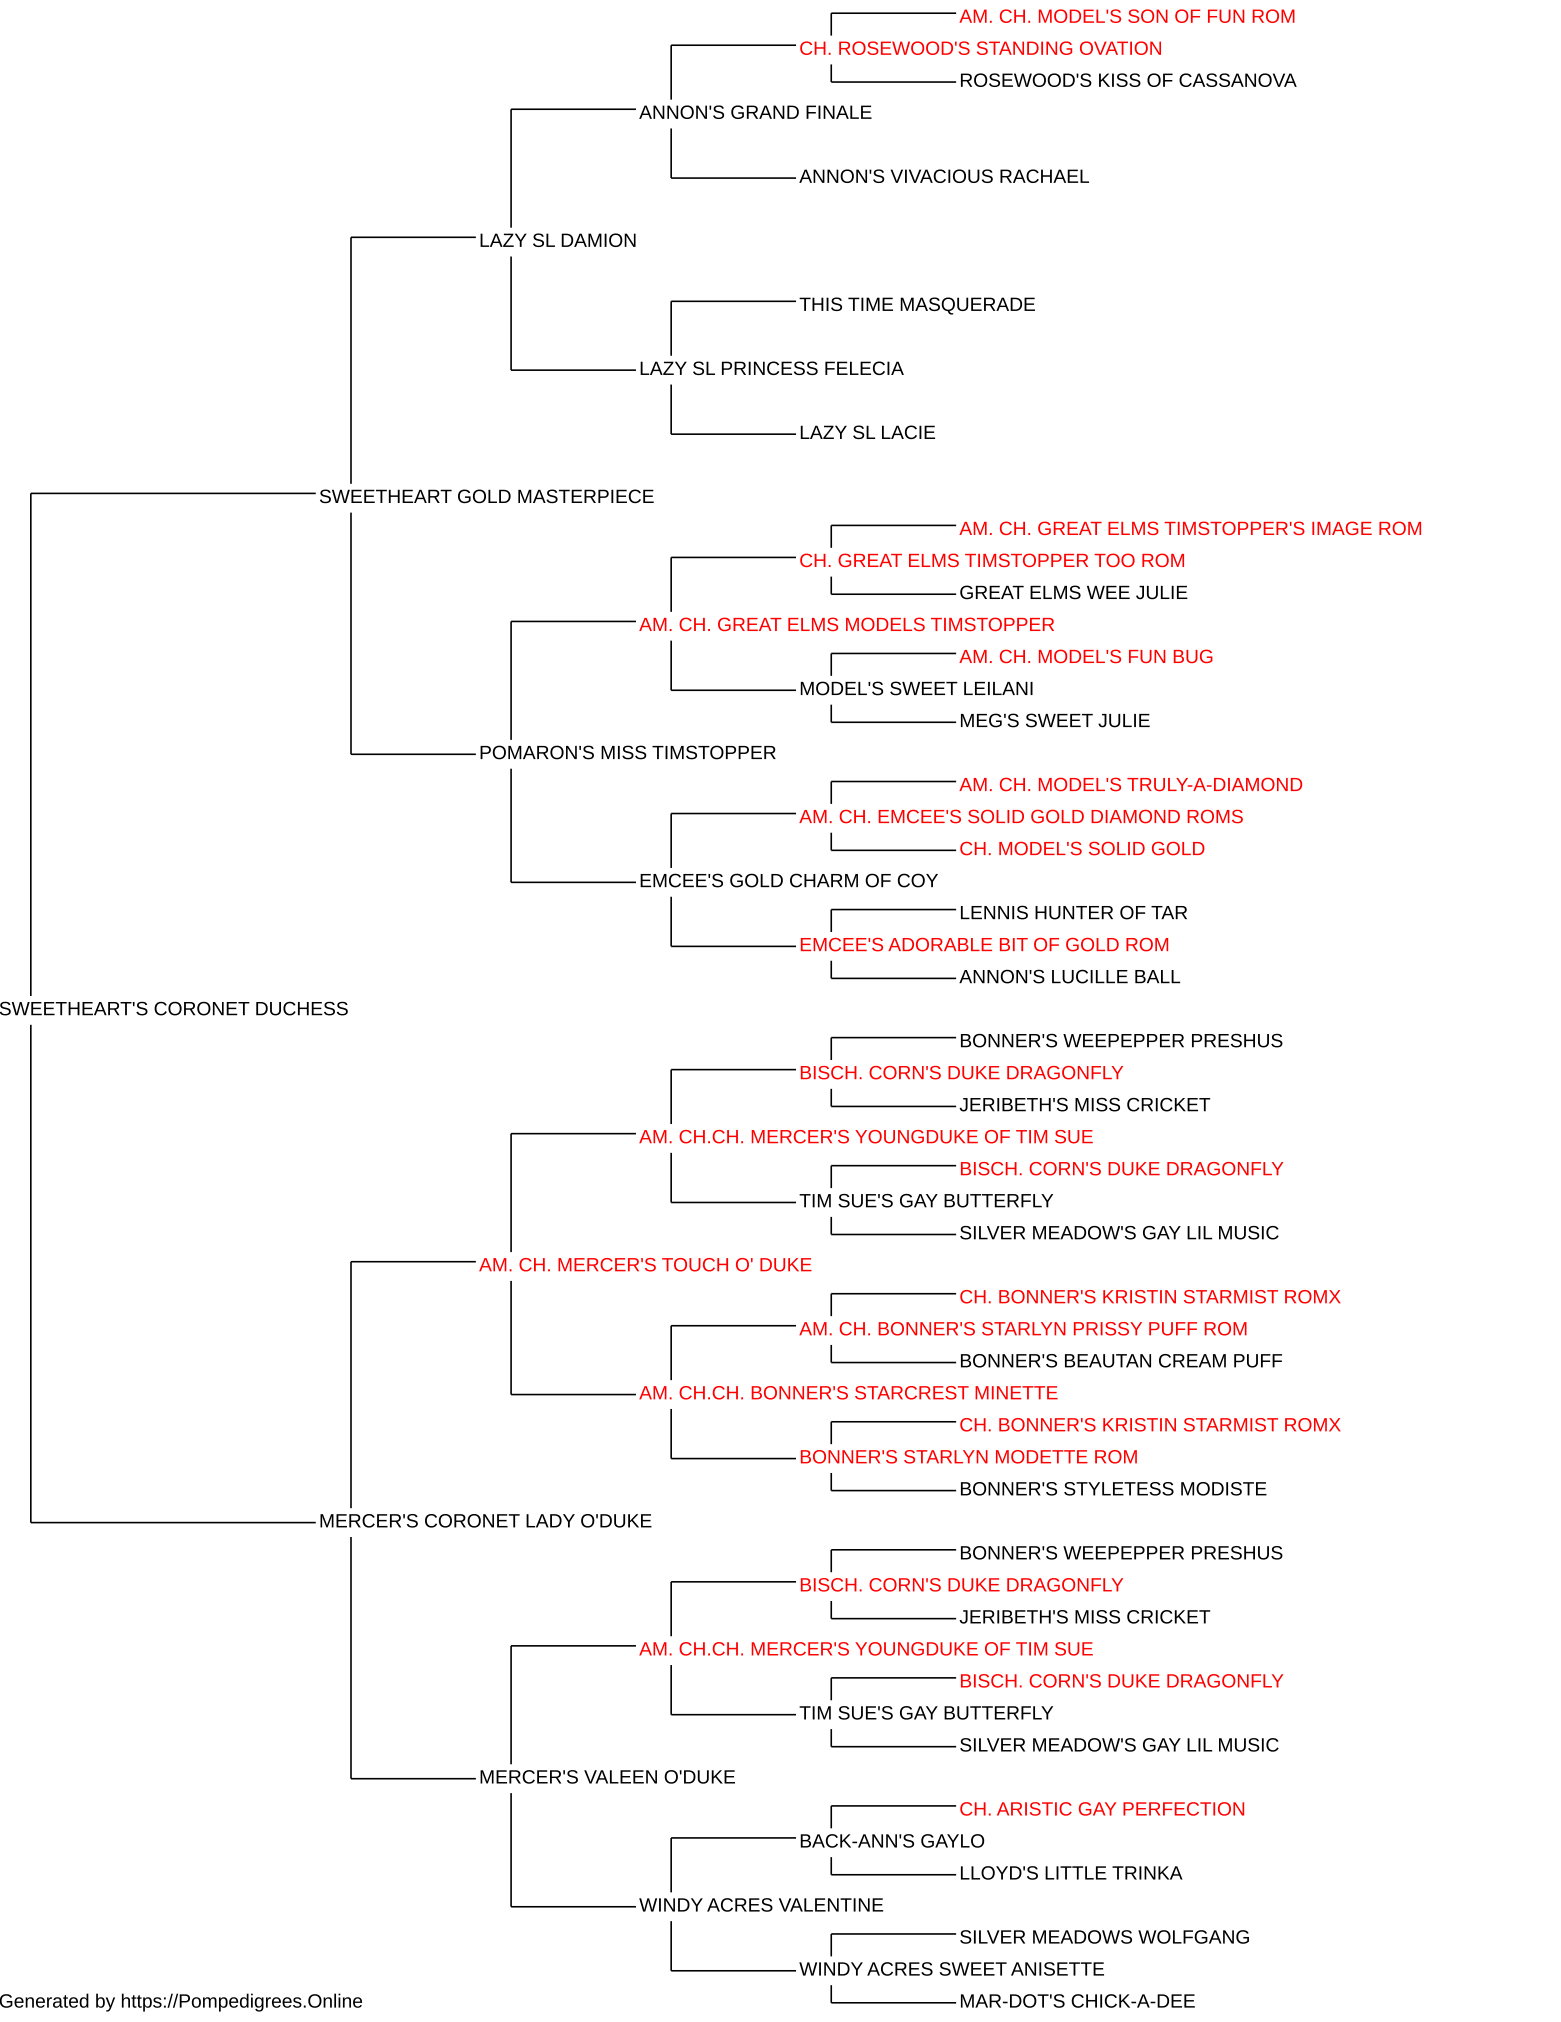 AM. CH. MODEL'S SON OF FUN ROM
CH. ROSEWOOD'S STANDING OVATION
ROSEWOOD'S KISS OF CASSANOVA
ANNON'S GRAND FINALE
ANNON'S VIVACIOUS RACHAEL
LAZY SL DAMION
THIS TIME MASQUERADE
LAZY SL PRINCESS FELECIA
LAZY SL LACIE
SWEETHEART GOLD MASTERPIECE
AM. CH. GREAT ELMS TIMSTOPPER'S IMAGE ROM
CH. GREAT ELMS TIMSTOPPER TOO ROM
GREAT ELMS WEE JULIE
AM. CH. GREAT ELMS MODELS TIMSTOPPER
AM. CH. MODEL'S FUN BUG
MODEL'S SWEET LEILANI
MEG'S SWEET JULIE
POMARON'S MISS TIMSTOPPER
AM. CH. MODEL'S TRULY-A-DIAMOND
AM. CH. EMCEE'S SOLID GOLD DIAMOND ROMS
CH. MODEL'S SOLID GOLD
EMCEE'S GOLD CHARM OF COY
LENNIS HUNTER OF TAR
EMCEE'S ADORABLE BIT OF GOLD ROM
ANNON'S LUCILLE BALL
SWEETHEART'S CORONET DUCHESS
BONNER'S WEEPEPPER PRESHUS
BISCH. CORN'S DUKE DRAGONFLY
JERIBETH'S MISS CRICKET
AM. CH.CH. MERCER'S YOUNGDUKE OF TIM SUE
BISCH. CORN'S DUKE DRAGONFLY
TIM SUE'S GAY BUTTERFLY
SILVER MEADOW'S GAY LIL MUSIC
AM. CH. MERCER'S TOUCH O' DUKE
CH. BONNER'S KRISTIN STARMIST ROMX
AM. CH. BONNER'S STARLYN PRISSY PUFF ROM
BONNER'S BEAUTAN CREAM PUFF
AM. CH.CH. BONNER'S STARCREST MINETTE
CH. BONNER'S KRISTIN STARMIST ROMX
BONNER'S STARLYN MODETTE ROM
BONNER'S STYLETESS MODISTE
MERCER'S CORONET LADY O'DUKE
BONNER'S WEEPEPPER PRESHUS
BISCH. CORN'S DUKE DRAGONFLY
JERIBETH'S MISS CRICKET
AM. CH.CH. MERCER'S YOUNGDUKE OF TIM SUE
BISCH. CORN'S DUKE DRAGONFLY
TIM SUE'S GAY BUTTERFLY
SILVER MEADOW'S GAY LIL MUSIC
MERCER'S VALEEN O'DUKE
CH. ARISTIC GAY PERFECTION
BACK-ANN'S GAYLO
LLOYD'S LITTLE TRINKA
WINDY ACRES VALENTINE
SILVER MEADOWS WOLFGANG
WINDY ACRES SWEET ANISETTE
MAR-DOT'S CHICK-A-DEE
Generated by https://Pompedigrees.Online